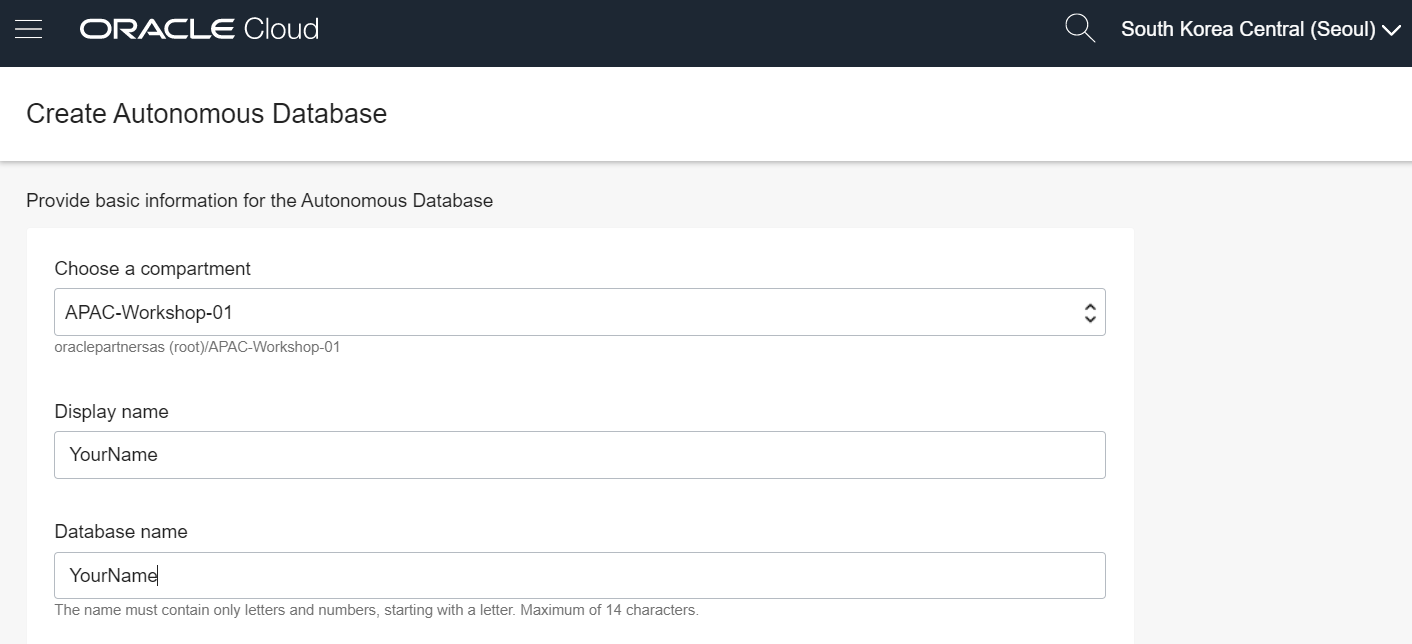 ORACLE Cloud South Korea Central (Seoul)
Create Autonomous Database
Provide basic information for the Autonomous Database
Choose a compartment
APAC-Workshop-01
oraclepartnersas (root)/APAC-Workshop-01
Display name
YourName
Database name
YourName
The name must contain only letters and numbers, starting with a letter. Maximum of 14 characters.